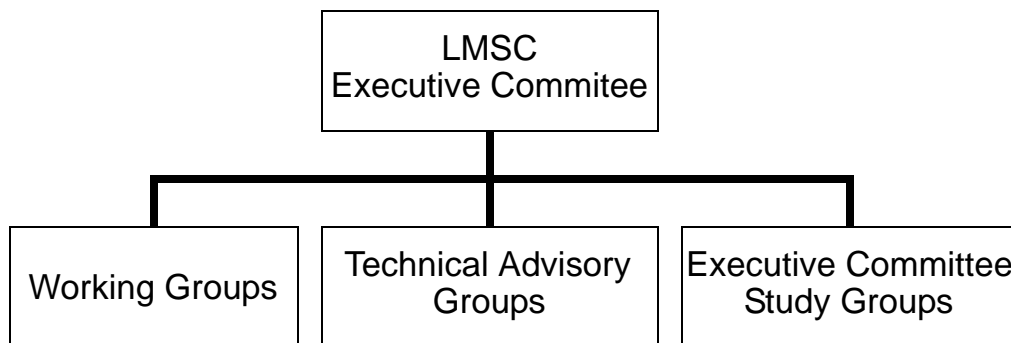 LMSC
Executive Commitee
Working Groups
Technical Advisory
Groups
Executive Committee
Study Groups